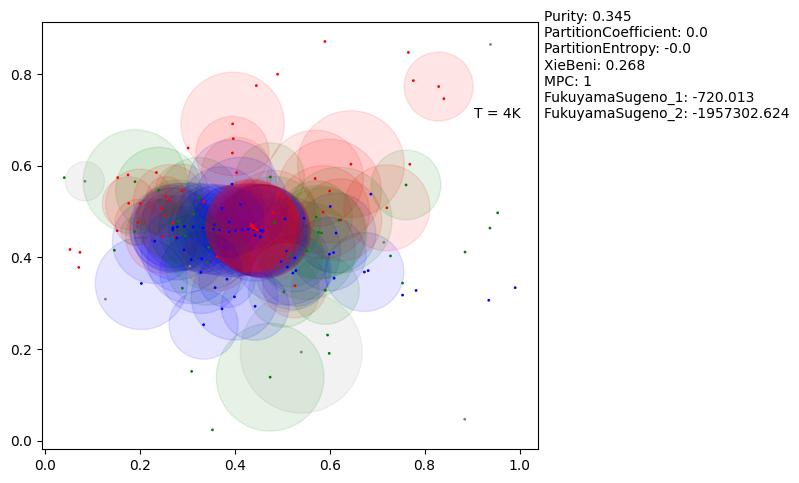 Purity: 0.345
PartitionCoefficient: 0.0
PartitionEntropy: -0.0
XieBeni: 0.268
MPC: 1
FukuyamaSugeno_1: -720.013
FukuyamaSugeno_2: -1957302.624
T = 4K
0.8
0.6
0.4
0.2
0.0
0.0 0.2 0.4 0.6 0.8 1.0